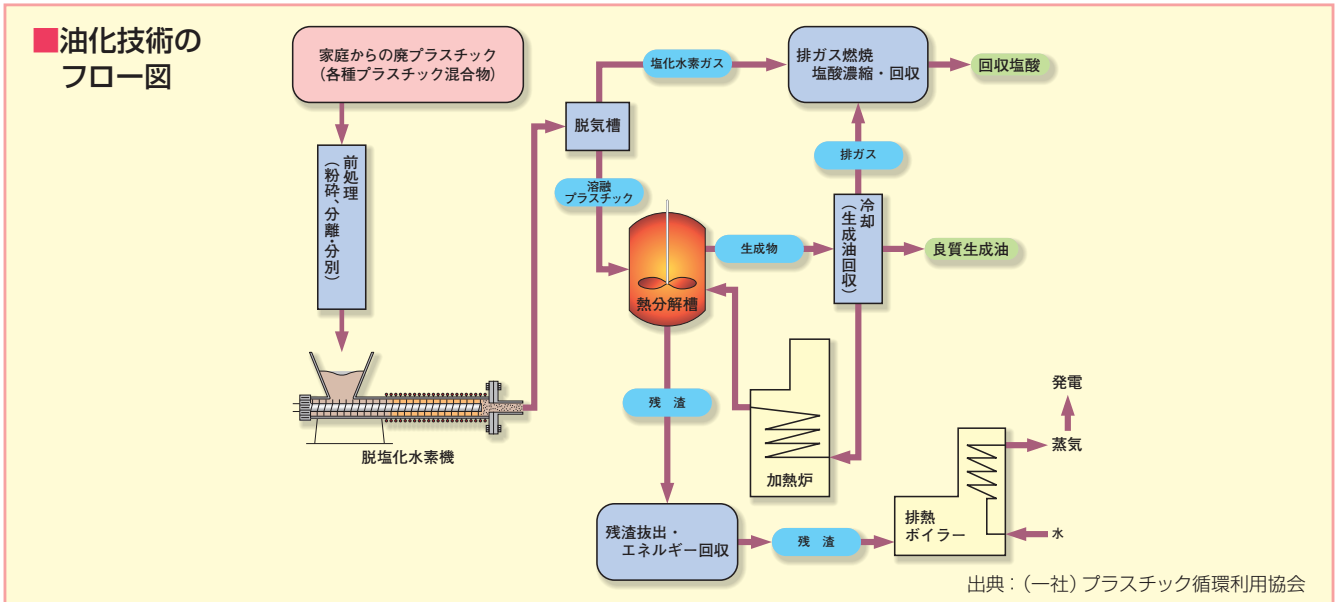 ■油化技術の
フロー図
家庭からの廃プラスチック
（各種プラスチック混合物）
前処理
（粉砕、分離・分別）
脱塩化水素機
脱気槽
塩化水素ガス
排ガス燃焼
塩酸濃縮・回収
回収塩酸
溶融
プラスチック
排ガス
熱分解槽
生成物
冷却
（生成油回収）
良質生成油
残　渣
加熱炉
残渣抜出・
エネルギー回収
残　渣
排熱
ボイラー
発電
蒸気
水
出典：（一社）プラスチック循環利用協会